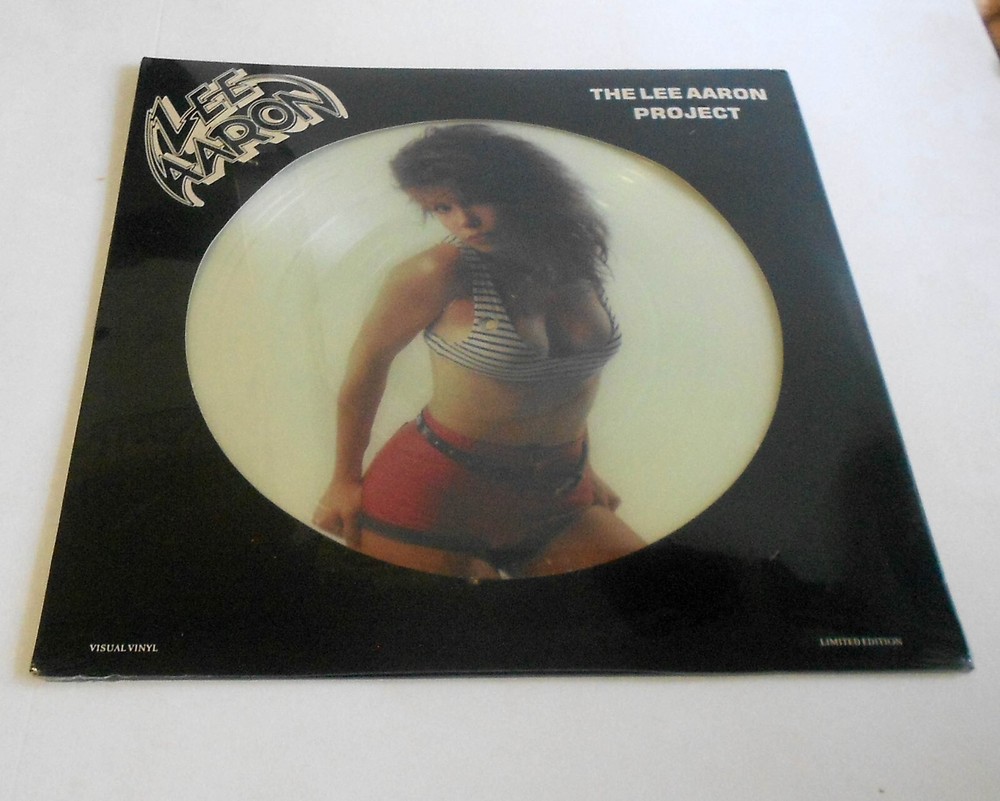 LEE
AARON
THE LEE AARON
PROJECT
VISUAL VINYL
LIMITED EDITION